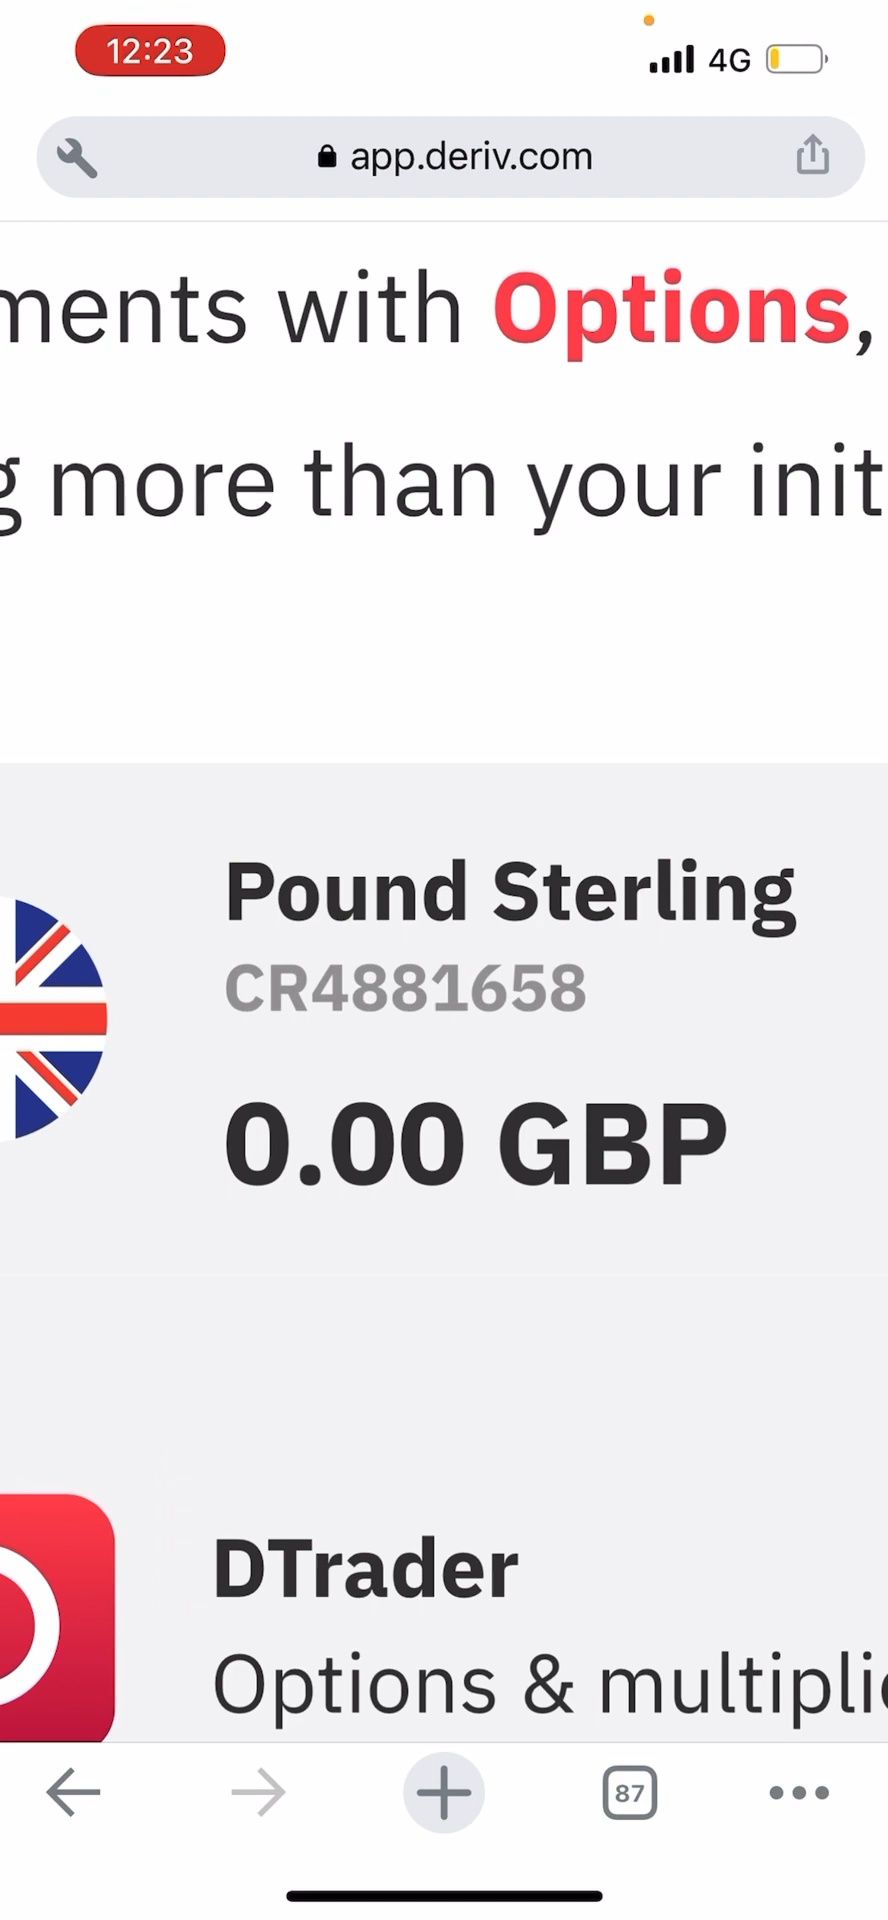 12:23
4G
app.deriv.com
ments with Options,
g more than your init
Pound Sterling
CR4881658
0.00 GBP
DTrader
Options & multipli
87